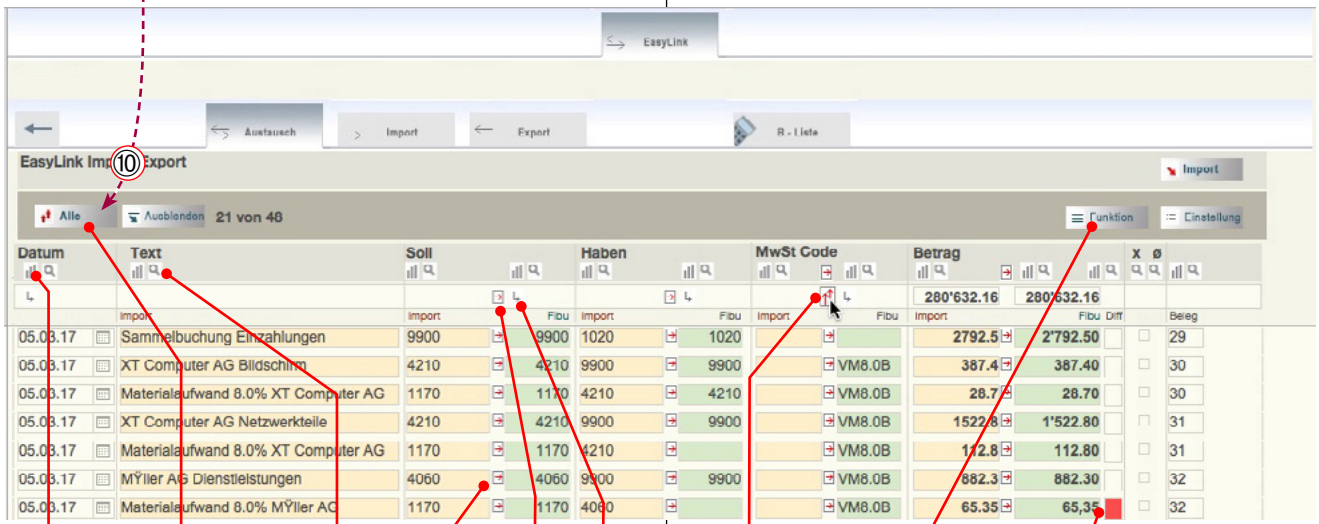 EasyLink
Austausch Import Export B - Liste
EasyLink Imp 10 Export
Import
Alle Ausblenden 21 von 48 Funktion Einstellung
Datum Text Soll Haben MwSt Code Betrag X Ø
280'632.16 280'632.16
Import Import Fibu Import Fibu Import Fibu Import Fibu Diff Beleg
05.03.17 Sammelbuchung Einzahlungen 9900 9900 1020 1020 2792.5 2'792.50 29
05.03.17 XT Computer AG Bildschirm 4210 4210 9900 9900 VM8.0B 387.4 387.40 30
05.03.17 Materialaufwand 8.0% XT Computer AG 1170 1170 4210 4210 VM8.0B 28.7 28.70 30
05.03.17 XT Computer AG Netzwerkteile 4210 4210 9900 9900 VM8.0B 1522.8 1'522.80 31
05.03.17 Materialaufwand 8.0% XT Computer AG 1170 1170 4210 VM8.0B 112.8 112.80 31
05.03.17 MŸller AG Dienstleistungen 4060 4060 9900 9900 VM8.0B 882.3 882.30 32
05.03.17 Materialaufwand 8.0% MŸller AG 1170 1170 4060 VM8.0B 65.35 65,35 32